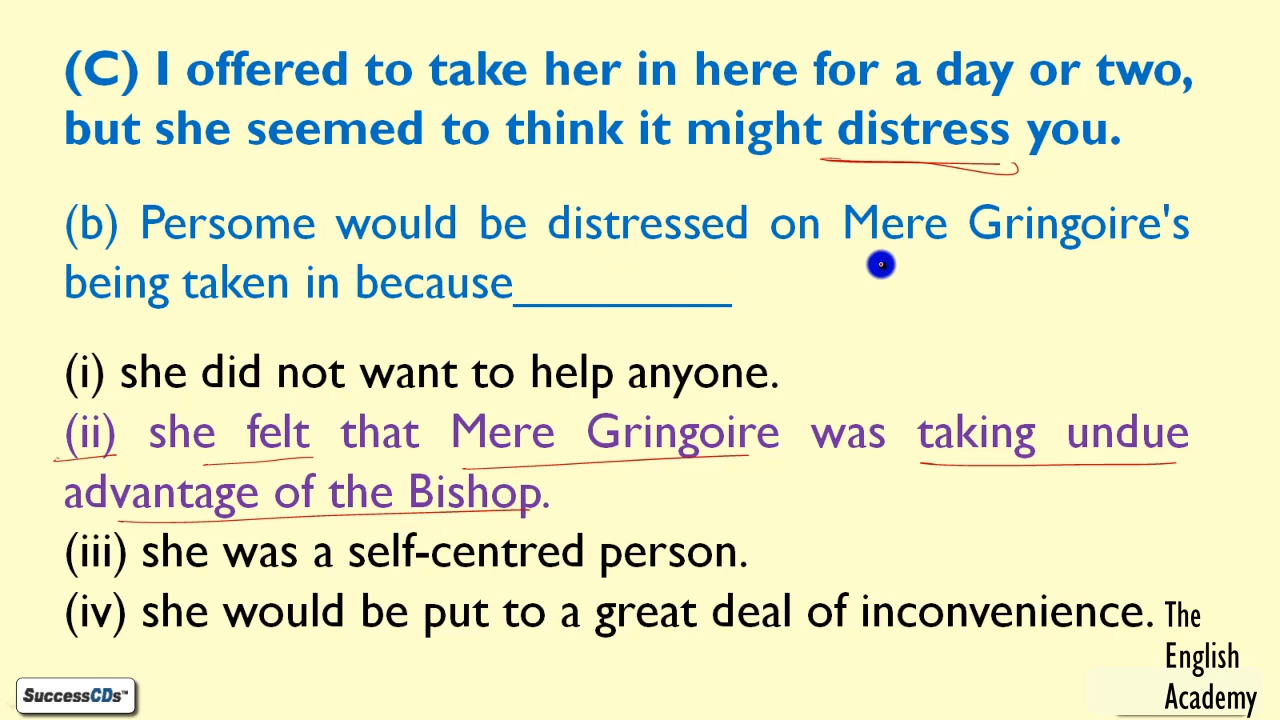 (C) I offered to take her in here for a day or two,
but she seemed to think it might distress you.
(b) Persome would be distressed on Mere Gringoire's
being taken in because_________
(i) she did not want to help anyone.
(ii) she felt that Mere Gringoire was taking undue
advantage of the Bishop.
(iii) she was a self-centred person.
(iv) she would be put to a great deal of inconvenience.
The
English
Academy
SuccessCDs™